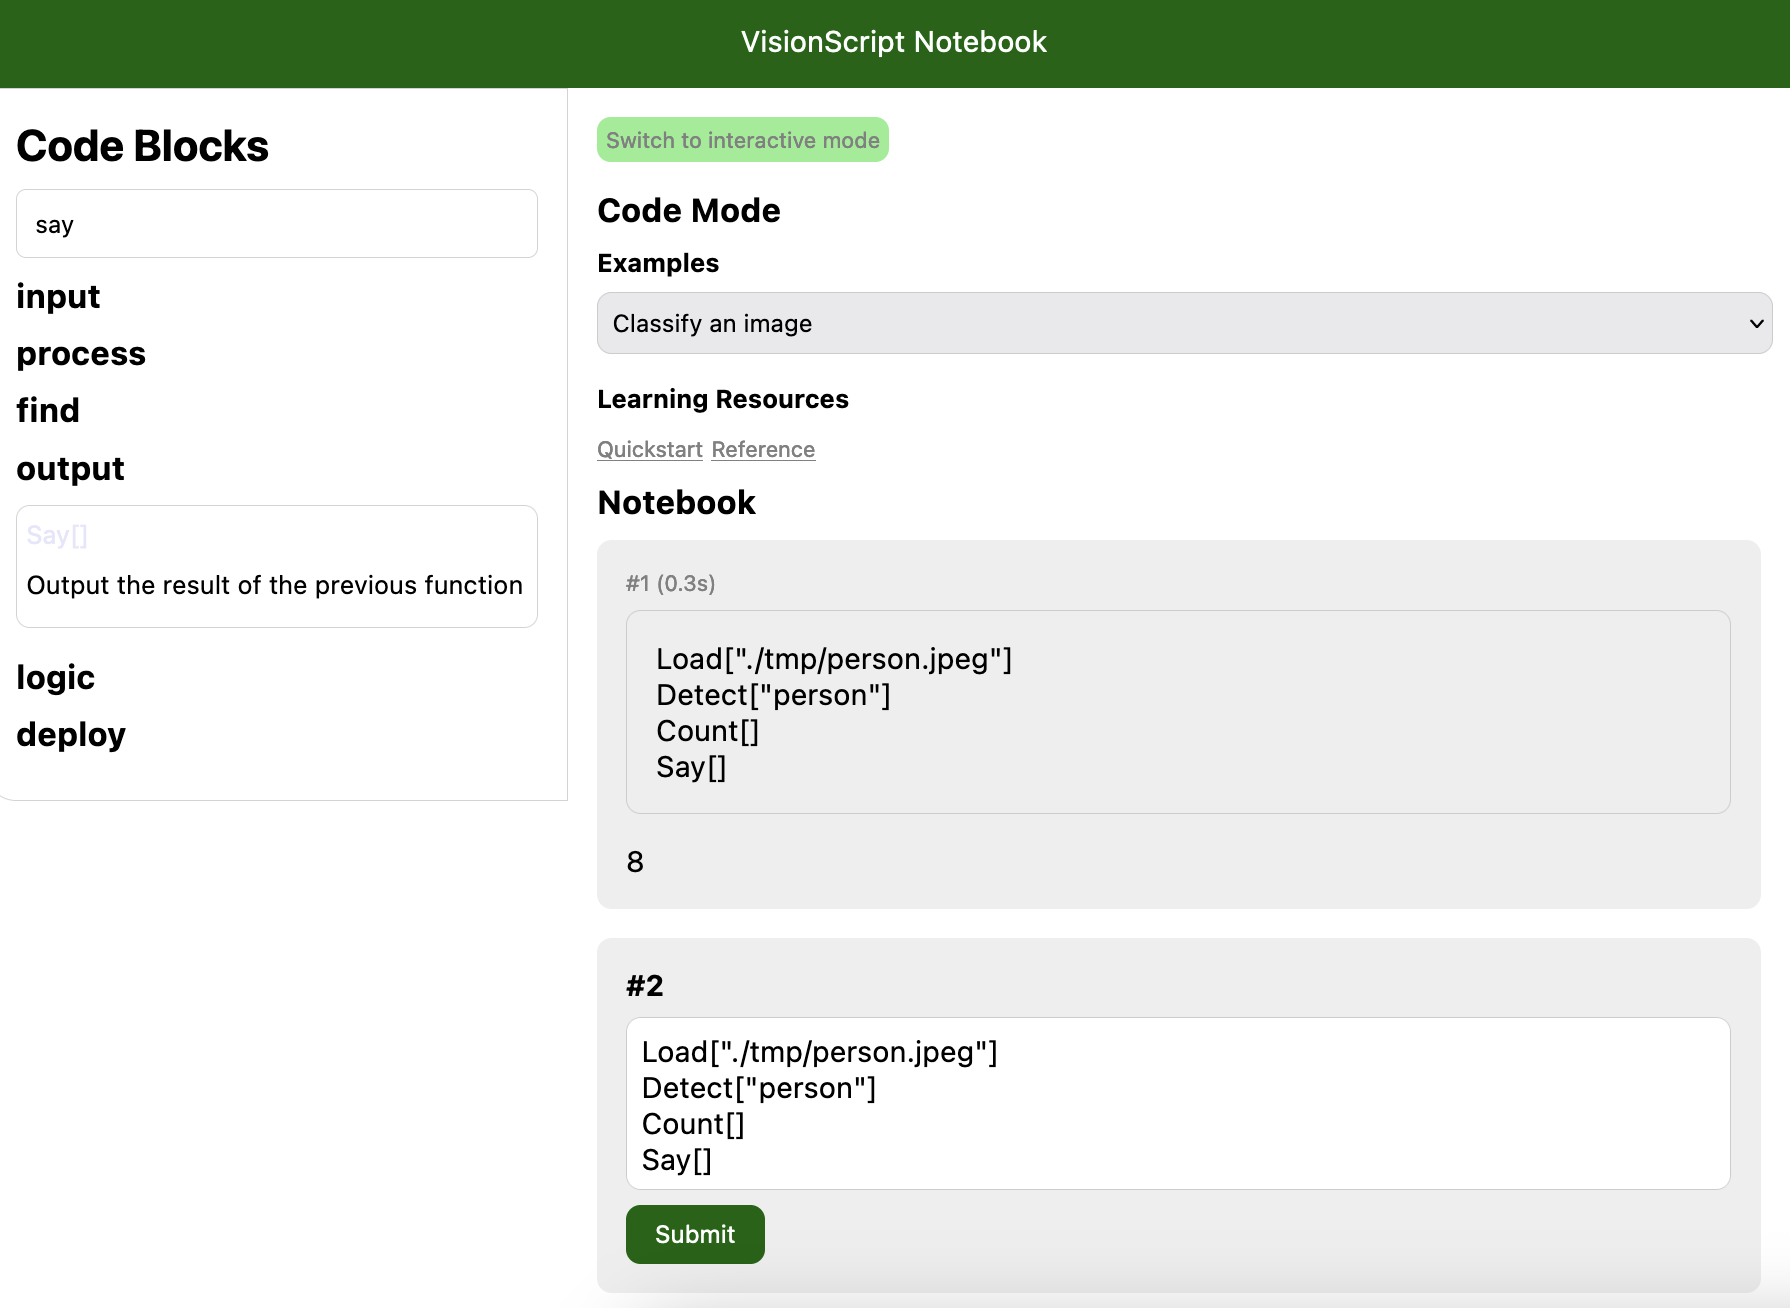 VisionScript Notebook
Code Blocks
say
input
process
find
output
Say[]
Output the result of the previous function
logic
deploy
Switch to interactive mode
Code Mode
Examples
Classify an image
Learning Resources
Quickstart Reference
Notebook
#1 (0.3s)
Load["./tmp/person.jpeg"]
Detect["person"]
Count[]
Say[]
8
#2
Load["./tmp/person.jpeg"]
Detect["person"]
Count[]
Say[]
Submit